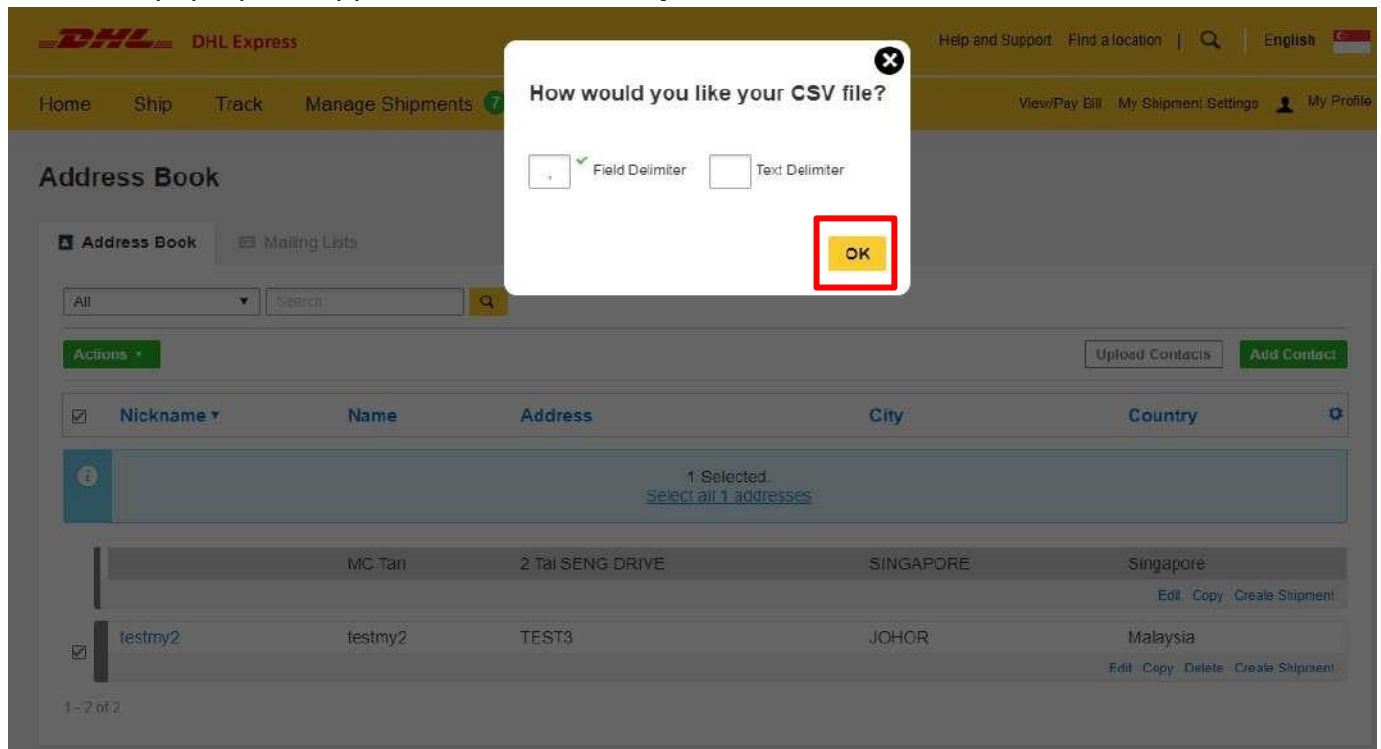 DHL DHL Express
Help and Support Find a location | English
Home Ship Track Manage Shipments 7
View/Pay Bill My Shipment Settings My Profile
How would you like your CSV file?
, Field Delimiter Text Delimiter
OK
Address Book
Address Book Mailing Lists
All Search
Actions Upload Contacts Add Contact
Nickname Name Address City Country
1 Selected.
Select all 1 addresses
MC Tan 2 Tai SENG DRIVE SINGAPORE Singapore
Edit Copy Create Shipment
testmy2 testmy2 TEST3 JOHOR Malaysia
Edit Copy Delete Create Shipment
1 - 2 of 2